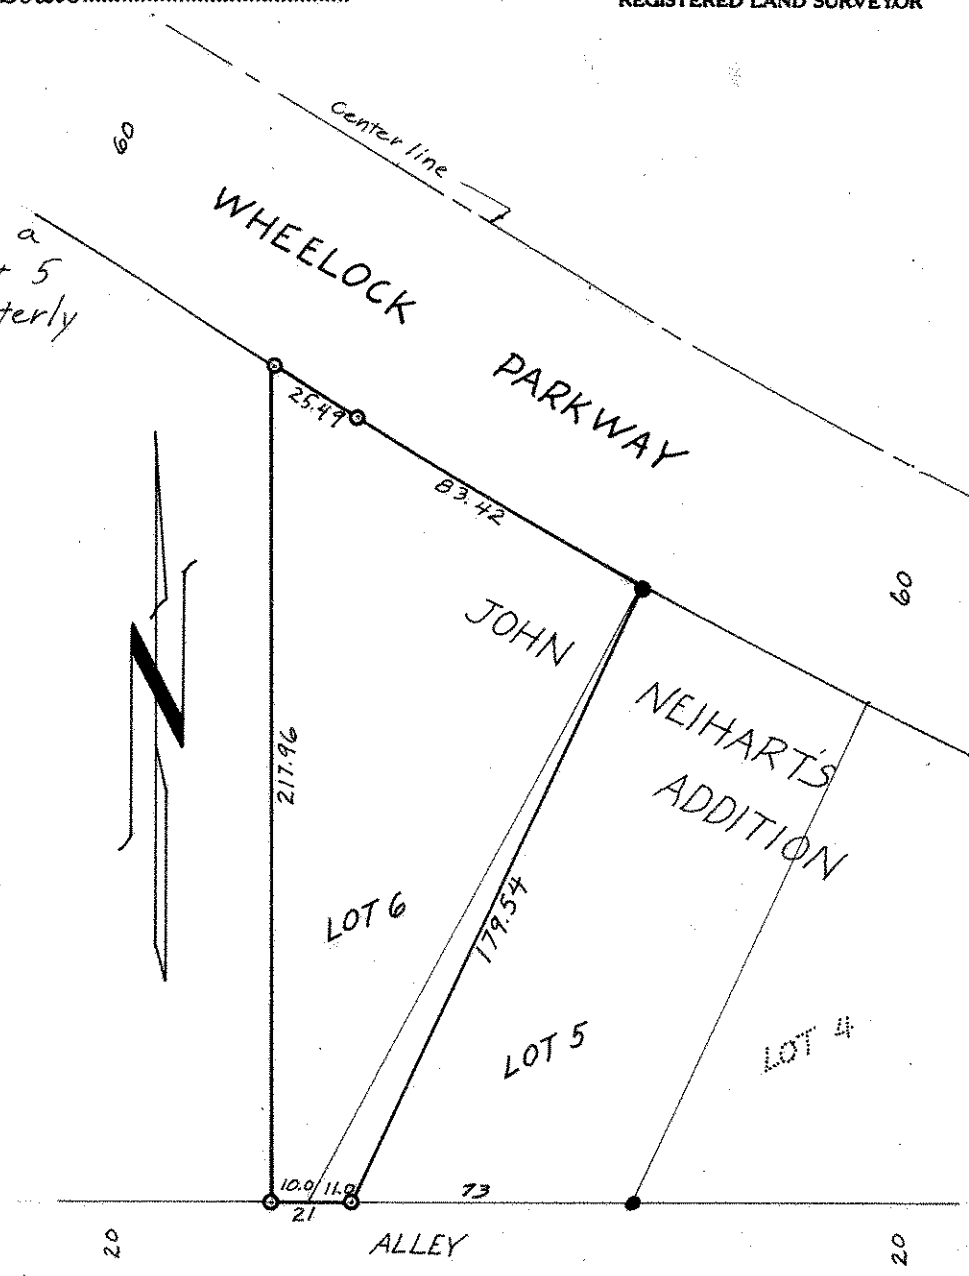 REGISTERED LAND SURVEYOR
Center line
60
WHEELOCK
PARKWAY
a
5
terly
25.49
83.42
60
JOHN
NEIHART'S
ADDITION
217.96
LOT 6
179.54
LOT 5
LOT 4
10.0 11.0
73
21
ALLEY
20
20